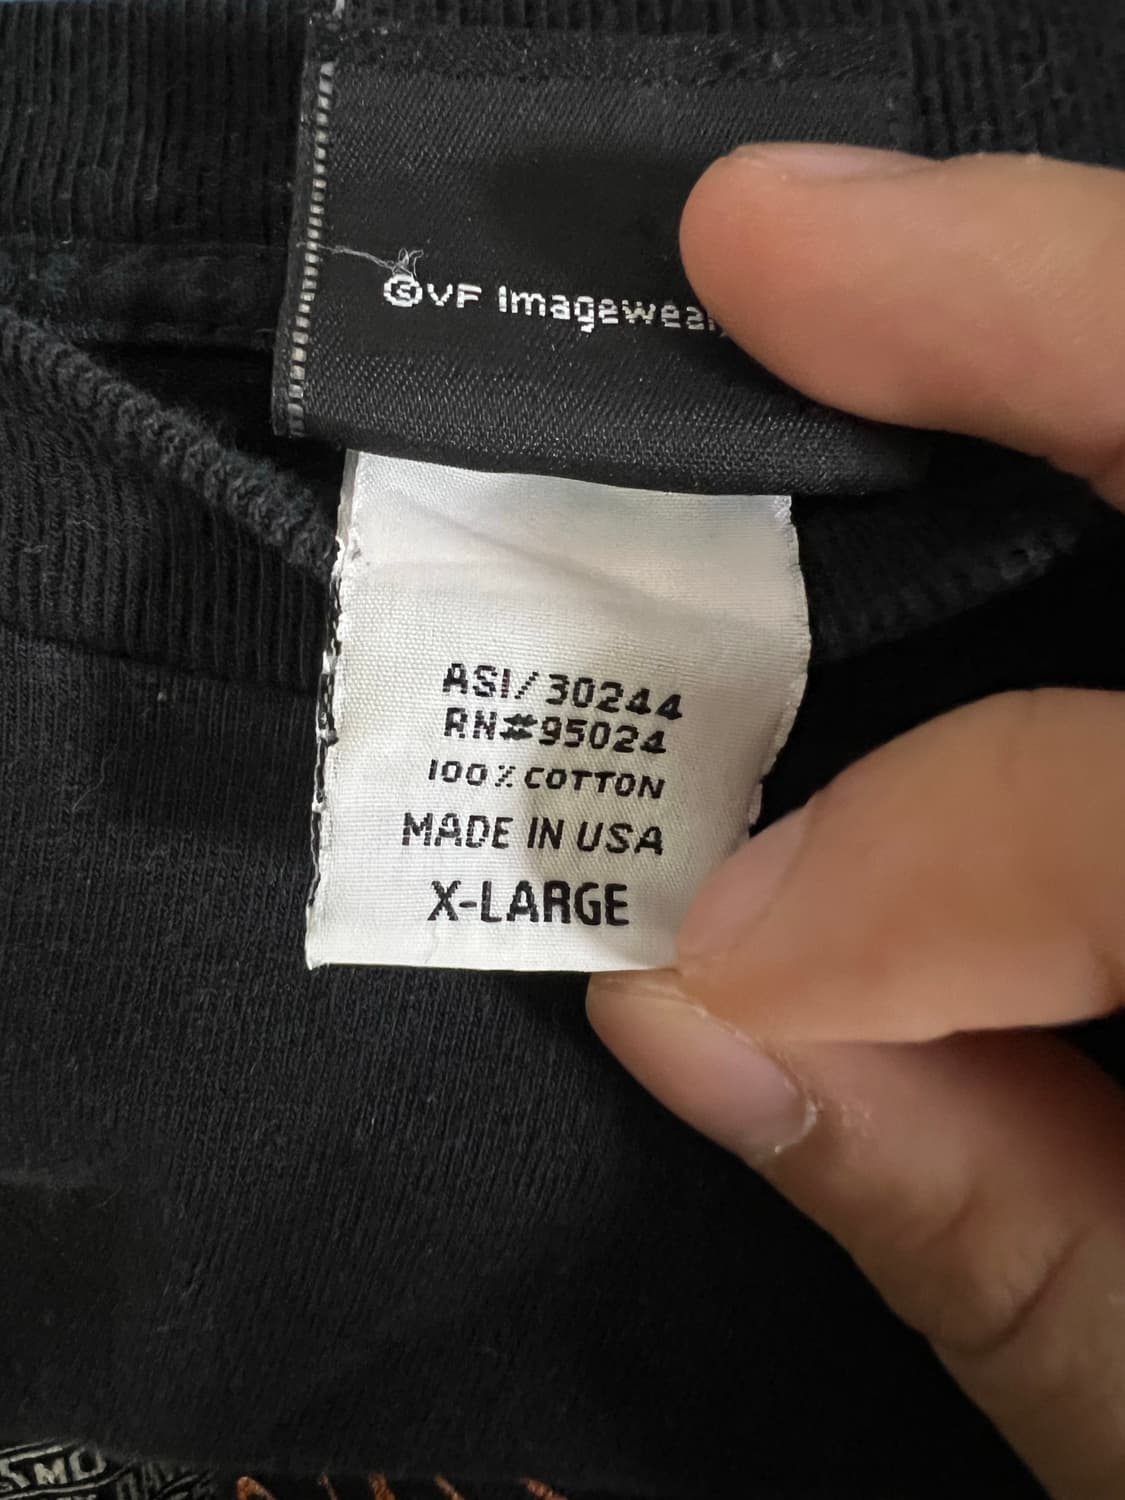 ©VF Imagewear,
ASI/30244
RN#95024
100% COTTON
MADE IN USA
X-LARGE